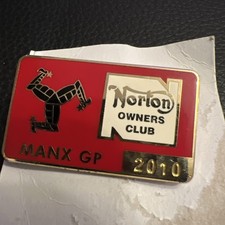 Norton
OWNERS
CLUB
MANX GP
2010